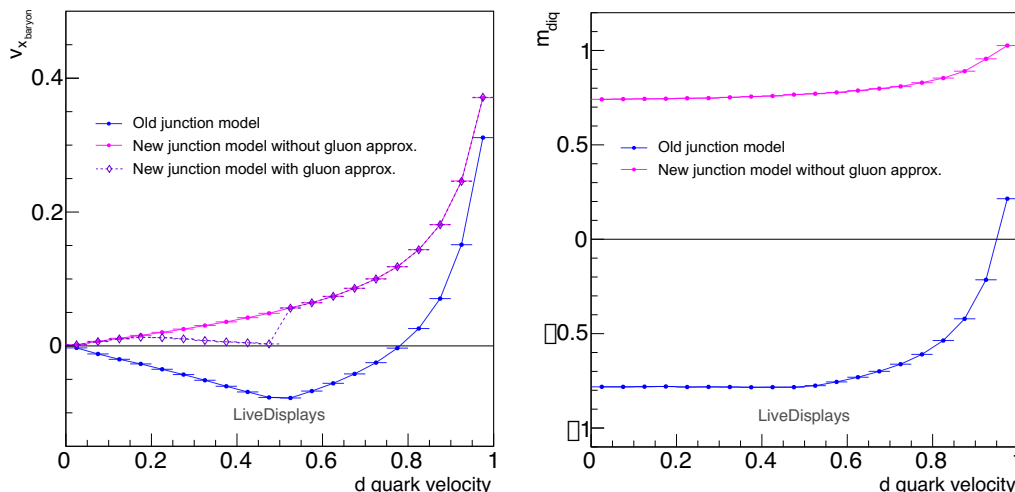 v_x_baryon
0.4
0.2
0
Old junction model
New junction model without gluon approx.
New junction model with gluon approx.
LiveDisplays
0 0.2 0.4 0.6 0.8 1
d quark velocity
m_diq
1
0.5
0
▯0.5
▯1
Old junction model
New junction model without gluon approx.
LiveDisplays
0 0.2 0.4 0.6 0.8 1
d quark velocity